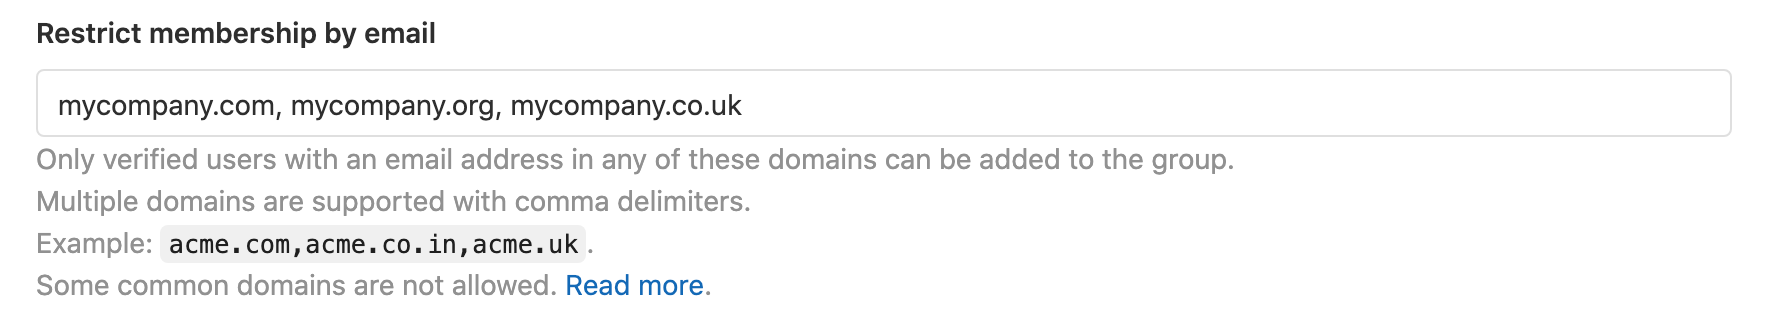 Restrict membership by email
mycompany.com, mycompany.org, mycompany.co.uk
Only verified users with an email address in any of these domains can be added to the group.
Multiple domains are supported with comma delimiters.
Example: acme.com,acme.co.in,acme.uk.
Some common domains are not allowed. Read more.